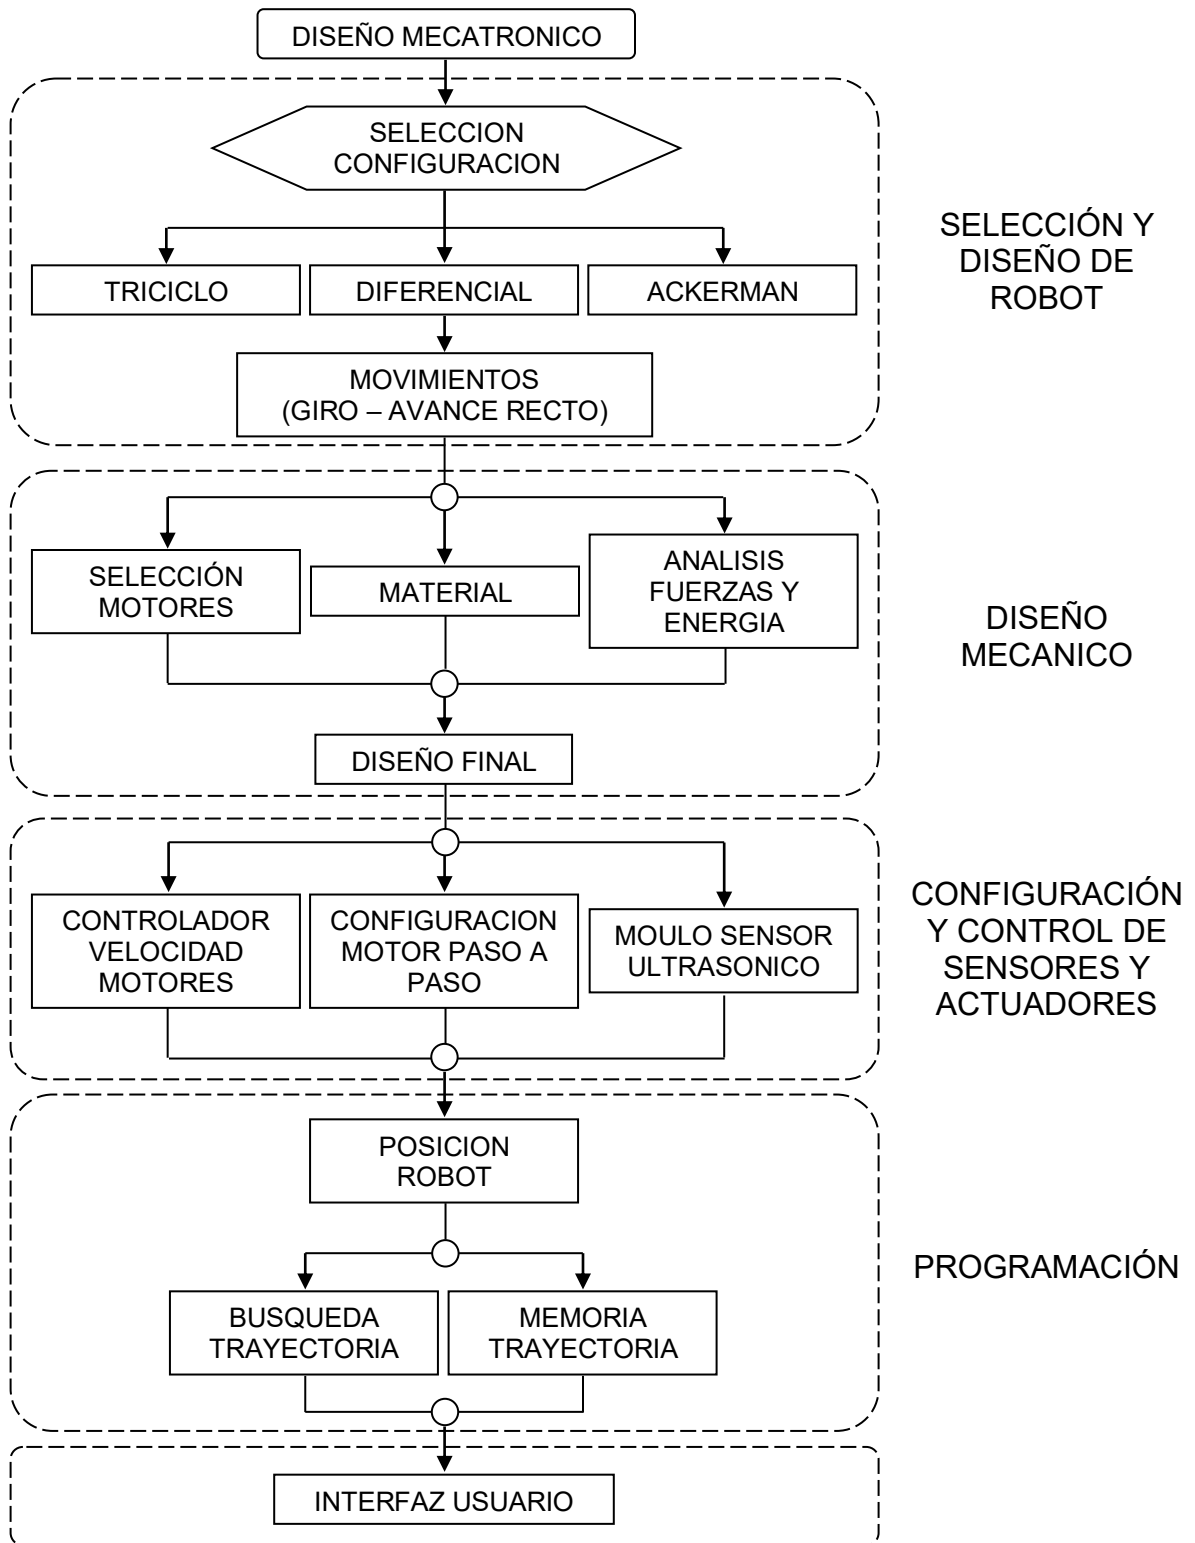 DISEÑO MECATRONICO
SELECCION
CONFIGURACION
TRICICLO
DIFERENCIAL
ACKERMAN
MOVIMIENTOS
(GIRO – AVANCE RECTO)
SELECCIÓN Y
DISEÑO DE
ROBOT
SELECCIÓN
MOTORES
MATERIAL
ANALISIS
FUERZAS Y
ENERGIA
DISEÑO FINAL
DISEÑO
MECANICO
CONTROLADOR
VELOCIDAD
MOTORES
CONFIGURACION
MOTOR PASO A
PASO
MOULO SENSOR
ULTRASONICO
CONFIGURACIÓN
Y CONTROL DE
SENSORES Y
ACTUADORES
POSICION
ROBOT
BUSQUEDA
TRAYECTORIA
MEMORIA
TRAYECTORIA
PROGRAMACIÓN
INTERFAZ USUARIO